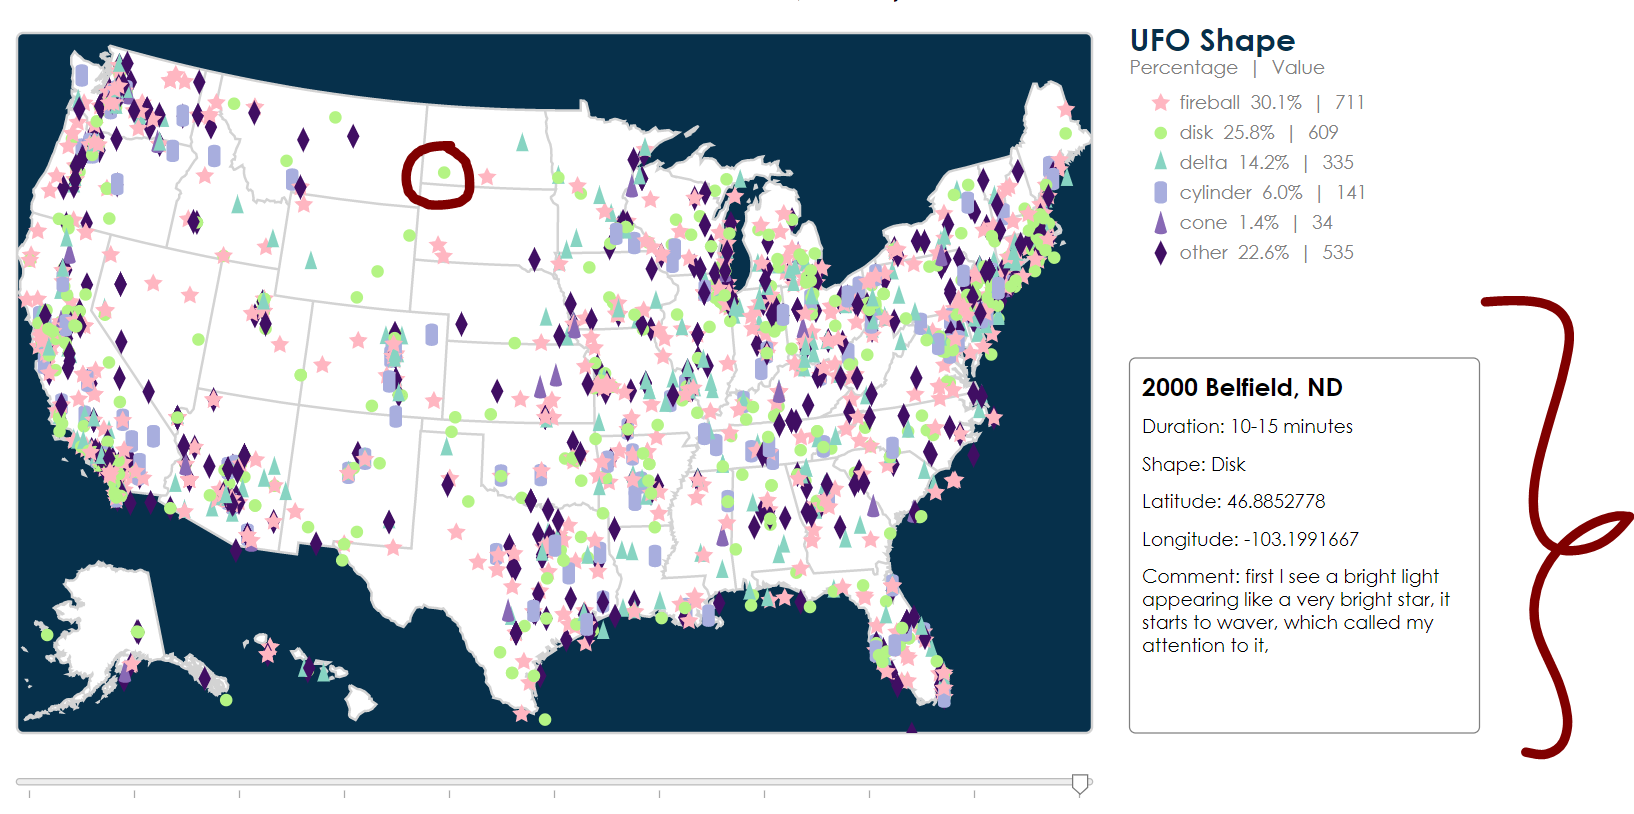 UFO Shape
Percentage | Value
fireball 30.1% | 711
disk 25.8% | 609
delta 14.2% | 335
cylinder 6.0% | 141
cone 1.4% | 34
other 22.6% | 535
2000 Belfield, ND
Duration: 10-15 minutes
Shape: Disk
Latitude: 46.8852778
Longitude: -103.1991667
Comment: first I see a bright light
appearing like a very bright star, it
starts to waver, which called my
attention to it,